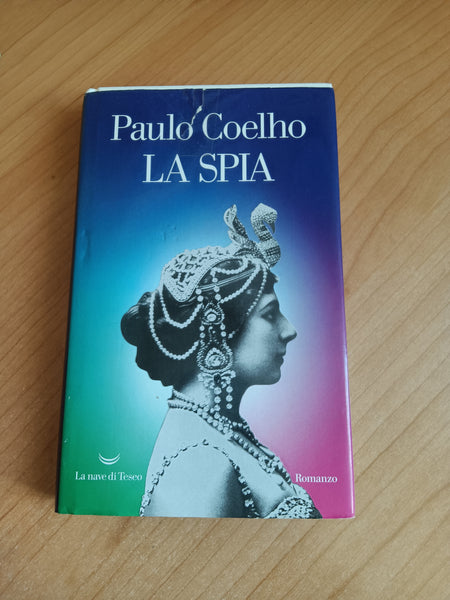 Paulo Coelho
LA SPIA
La nave di Teseo
Romanzo